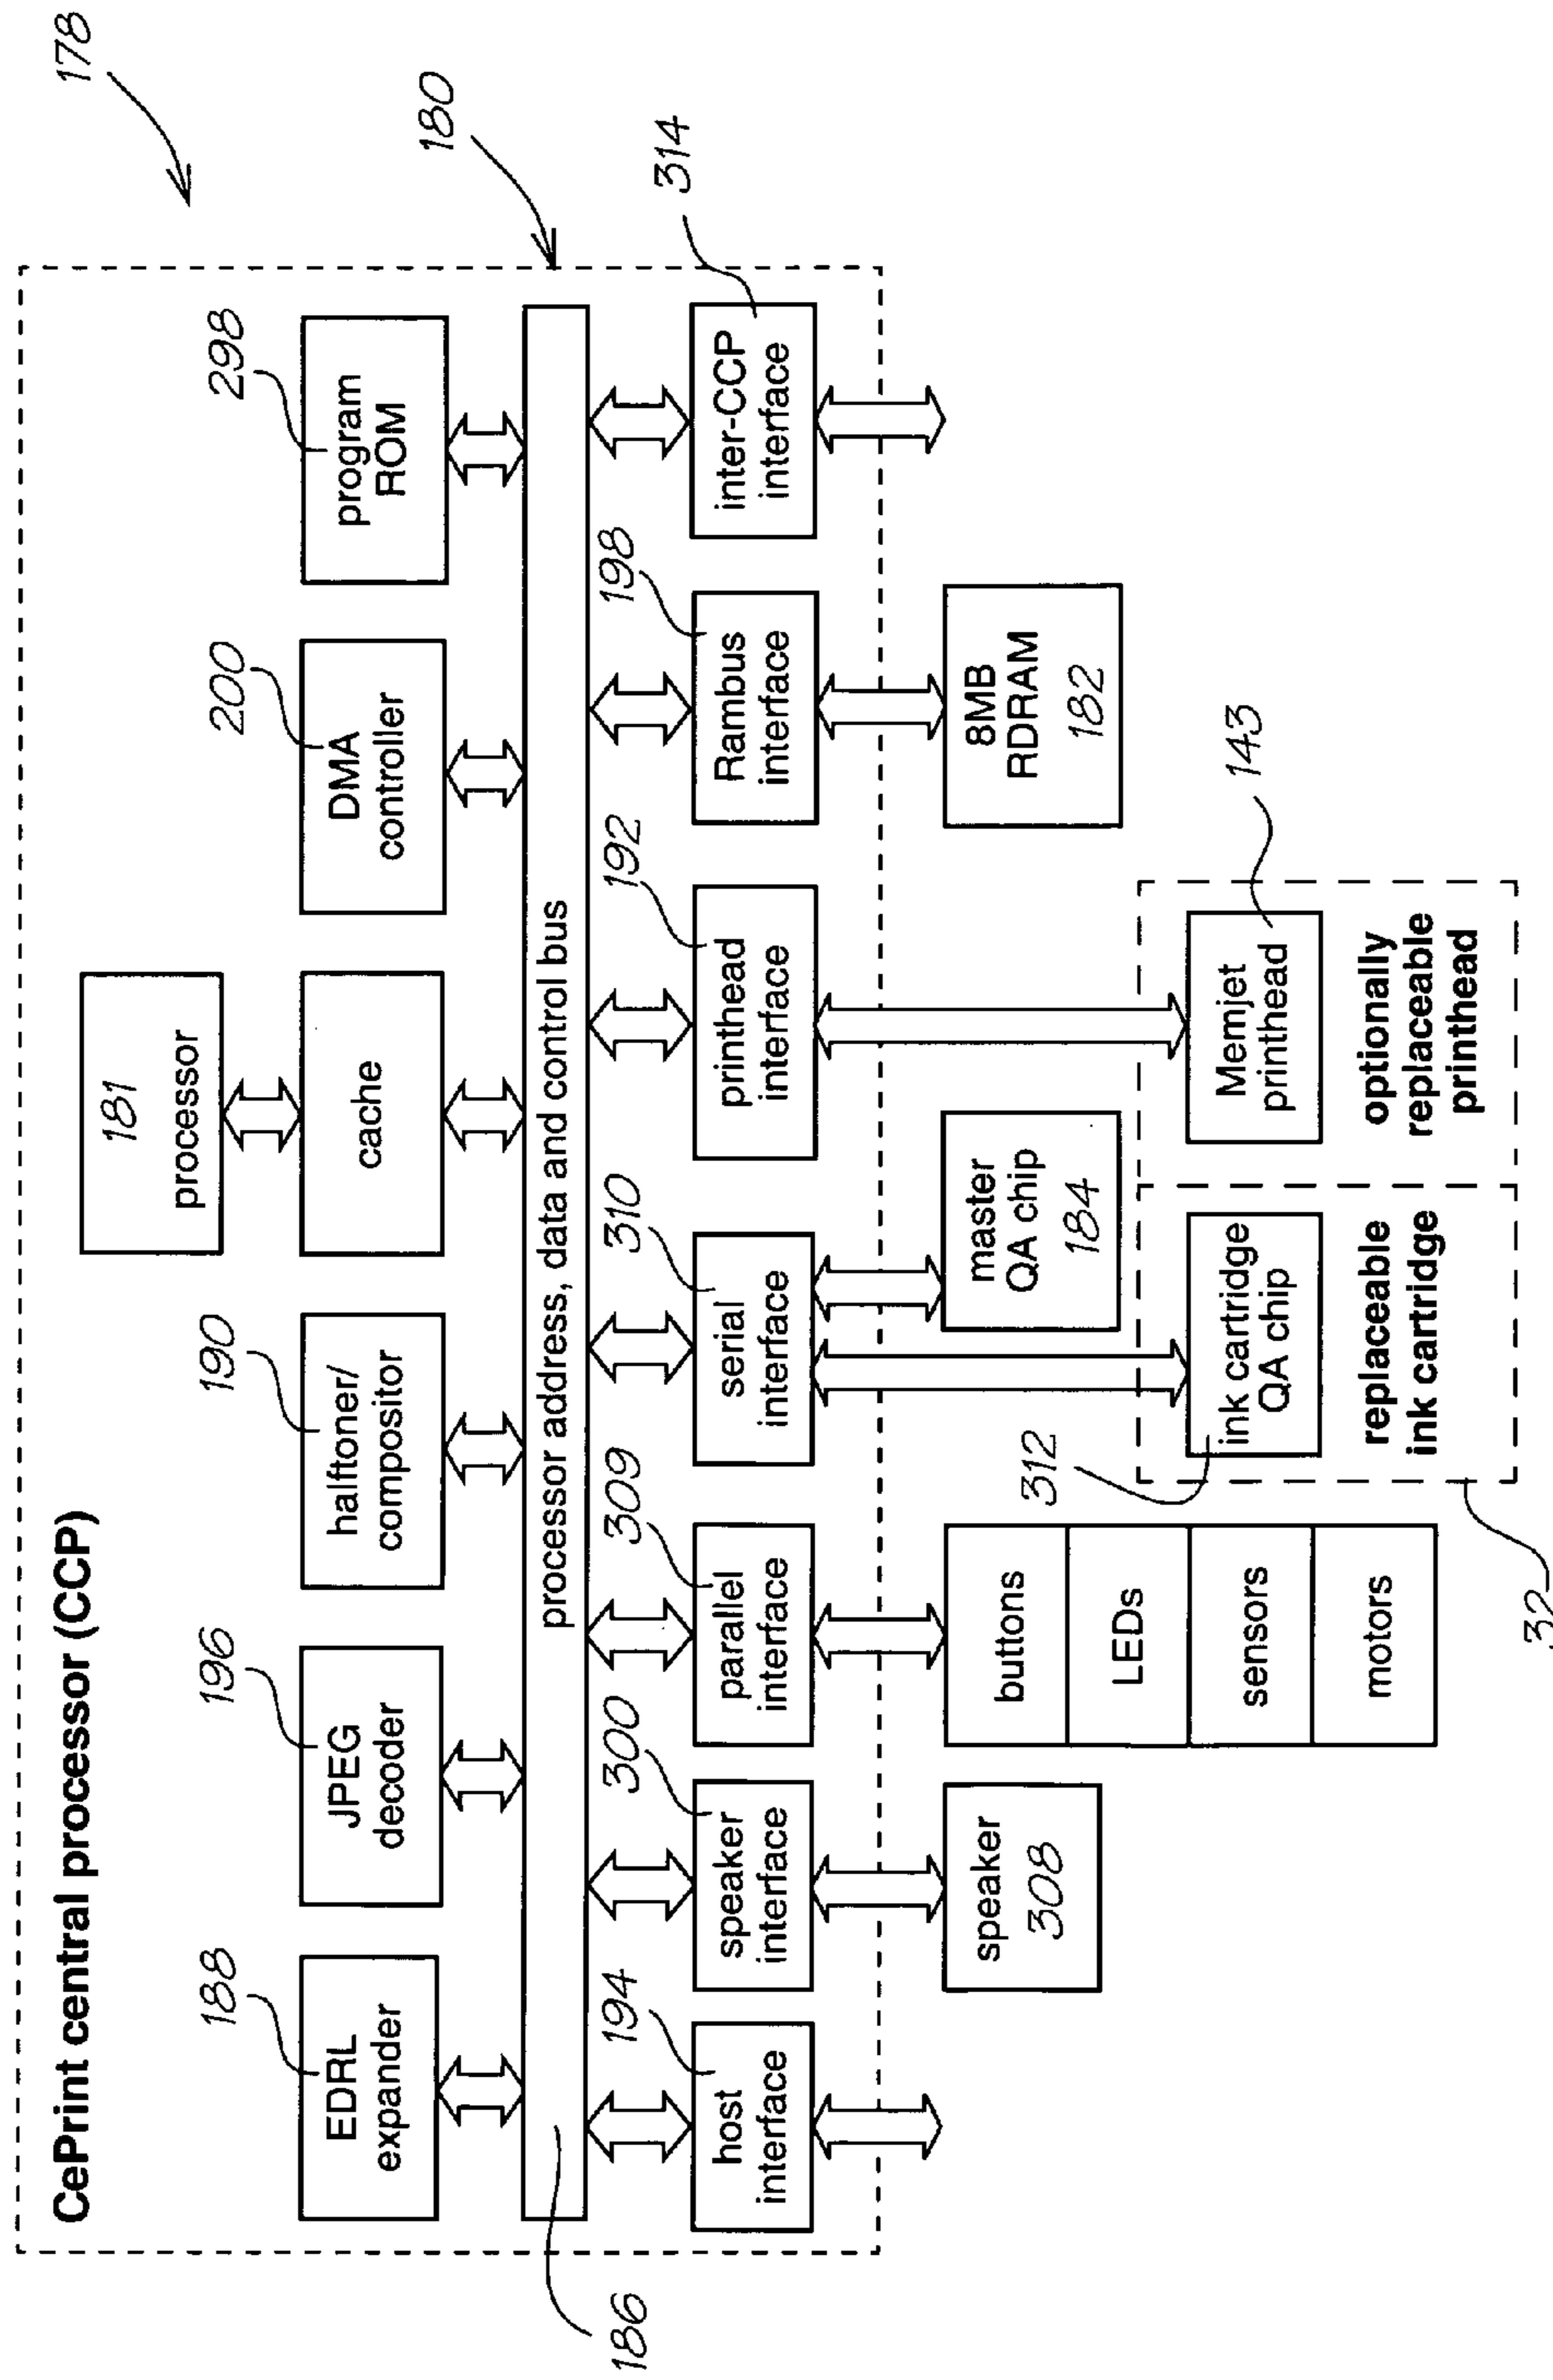 178
CePrint central processor (CCP)
180
181
processor
188
196
190
200
298
EDRL
expander
JPEG
decoder
halftoner/
compositor
cache
DMA
controller
program
ROM
processor address, data and control bus
186
194
300
309
310
192
198
314
host
interface
speaker
interface
parallel
interface
serial
interface
printhead
interface
Rambus
interface
inter-CCP
interface
speaker
308
buttons
LEDs
sensors
motors
master
QA chip
184
8MB
RDRAM
182
312
ink cartridge
QA chip
replaceable
ink cartridge
Memjet
printhead
143
optionally
replaceable
printhead
32